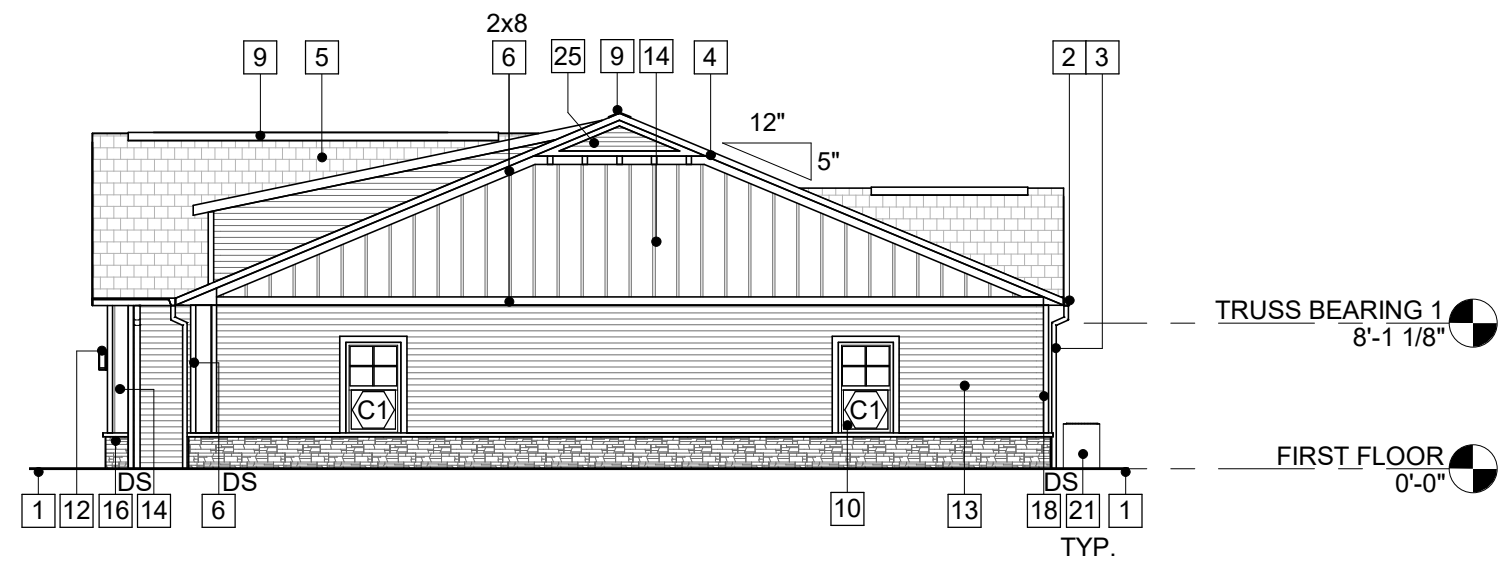 2x8
9 5 6 25 9 14 4 2 3
12"
5"
TRUSS BEARING 1
8'-1 1/8"
C1 C1
FIRST FLOOR
0'-0"
DS DS DS
1 12 16 14 6 10 13 18 21 1
TYP.